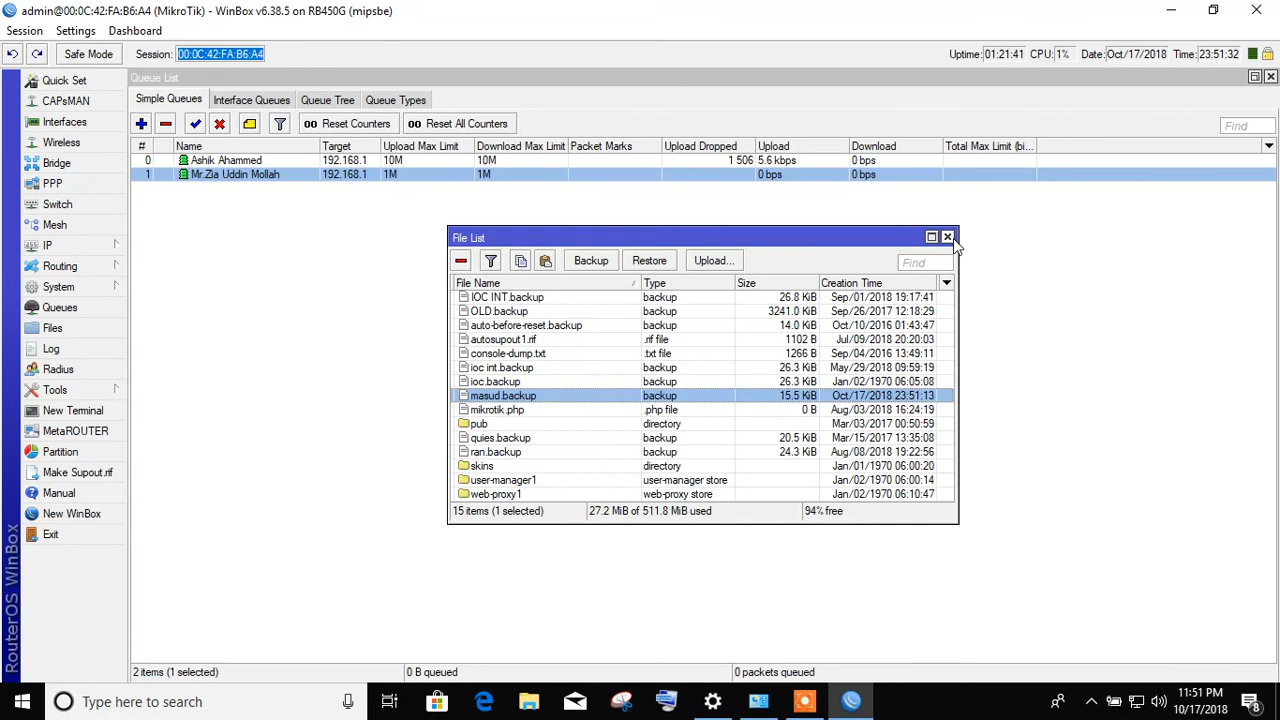 admin@00:0C:42:FA:B6:A4 (MikroTik) - WinBox v6.38.5 on RB450G (mipsbe)
Session Settings Dashboard
Safe Mode Session: 00:0C:42:FA:B6:A4 Uptime: 01:21:41 CPU: 1% Date: Oct/17/2018 Time: 23:51:32
Queue List
Simple Queues Interface Queues Queue Tree Queue Types
Reset Counters Reset All Counters Find
# Name Target Upload Max Limit Download Max Limit Packet Marks Upload Dropped Upload Download Total Max Limit (bi...
0 Ashik Ahammed 192.168.1 10M 10M 1 506 5.6 kbps 0 bps
1 Mr.Zia Uddin Mollah 192.168.1 1M 1M 0 bps 0 bps
Quick Set
CAPsMAN
Interfaces
Wireless
Bridge
PPP
Switch
Mesh
IP
Routing
System
Queues
Files
Log
Radius
Tools
New Terminal
MetaROUTER
Partition
Make Supout.rif
Manual
New WinBox
Exit
RouterOS WinBox
File List
Backup Restore Upload... Find
File Name / Type Size Creation Time
IOC INT.backup backup 26.8 KiB Sep/01/2018 19:17:41
OLD.backup backup 3241.0 KiB Sep/26/2017 12:18:29
auto-before-reset.backup backup 14.0 KiB Oct/10/2016 01:43:47
autosupout1.rif .rif file 1102 B Jul/09/2018 20:20:03
console-dump.txt .txt file 1266 B Sep/04/2016 13:49:11
ioc int.backup backup 26.3 KiB May/29/2018 09:59:19
ioc.backup backup 26.3 KiB Jan/02/1970 06:05:08
masud.backup backup 15.5 KiB Oct/17/2018 23:51:13
mikrotik.php .php file 0 B Aug/03/2018 16:24:19
pub directory Mar/03/2017 00:50:59
quies.backup backup 20.5 KiB Mar/15/2017 13:35:08
ran.backup backup 24.3 KiB Aug/08/2018 19:22:56
skins directory Jan/01/1970 06:00:20
user-manager1 user-manager store Jan/02/1970 06:00:14
web-proxy1 web-proxy store Jan/02/1970 06:10:47
15 items (1 selected) 27.2 MiB of 511.8 MiB used 94% free
2 items (1 selected) 0 B queued 0 packets queued
Type here to search
11:51 PM
10/17/2018
8